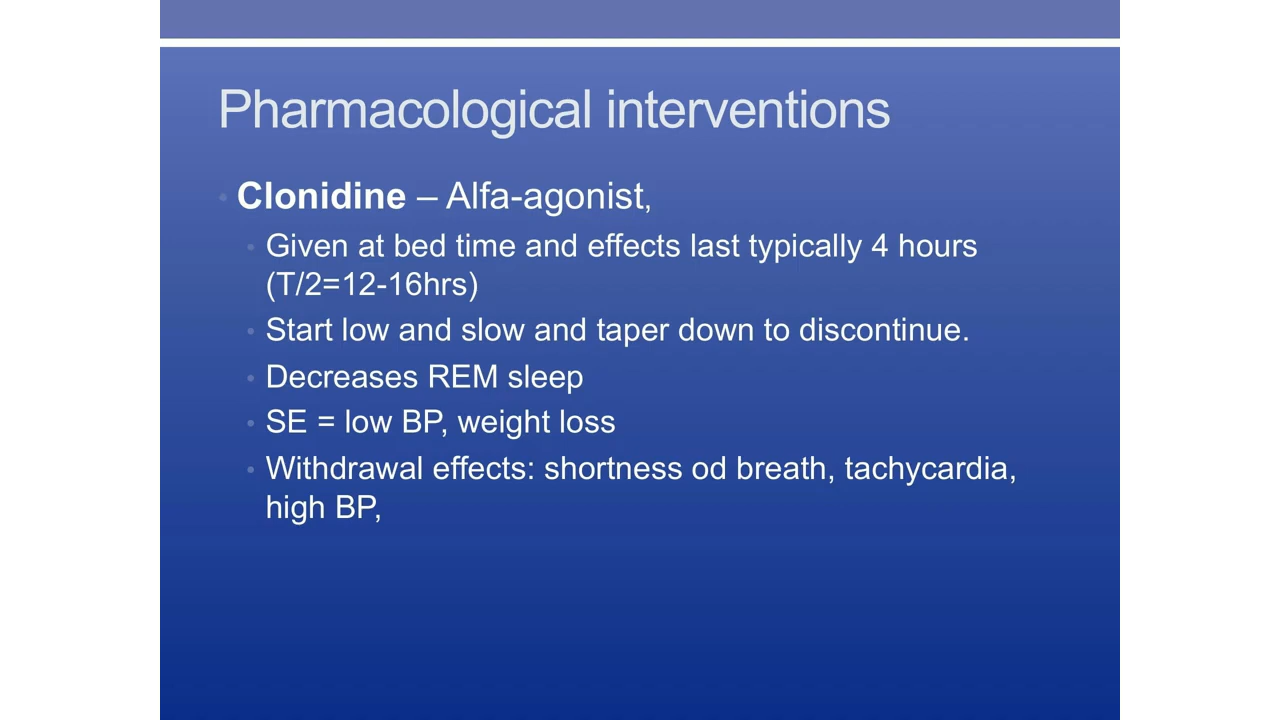 Pharmacological interventions
• Clonidine – Alfa-agonist,
• Given at bed time and effects last typically 4 hours
(T/2=12-16hrs)
• Start low and slow and taper down to discontinue.
• Decreases REM sleep
• SE = low BP, weight loss
• Withdrawal effects: shortness od breath, tachycardia,
high BP,